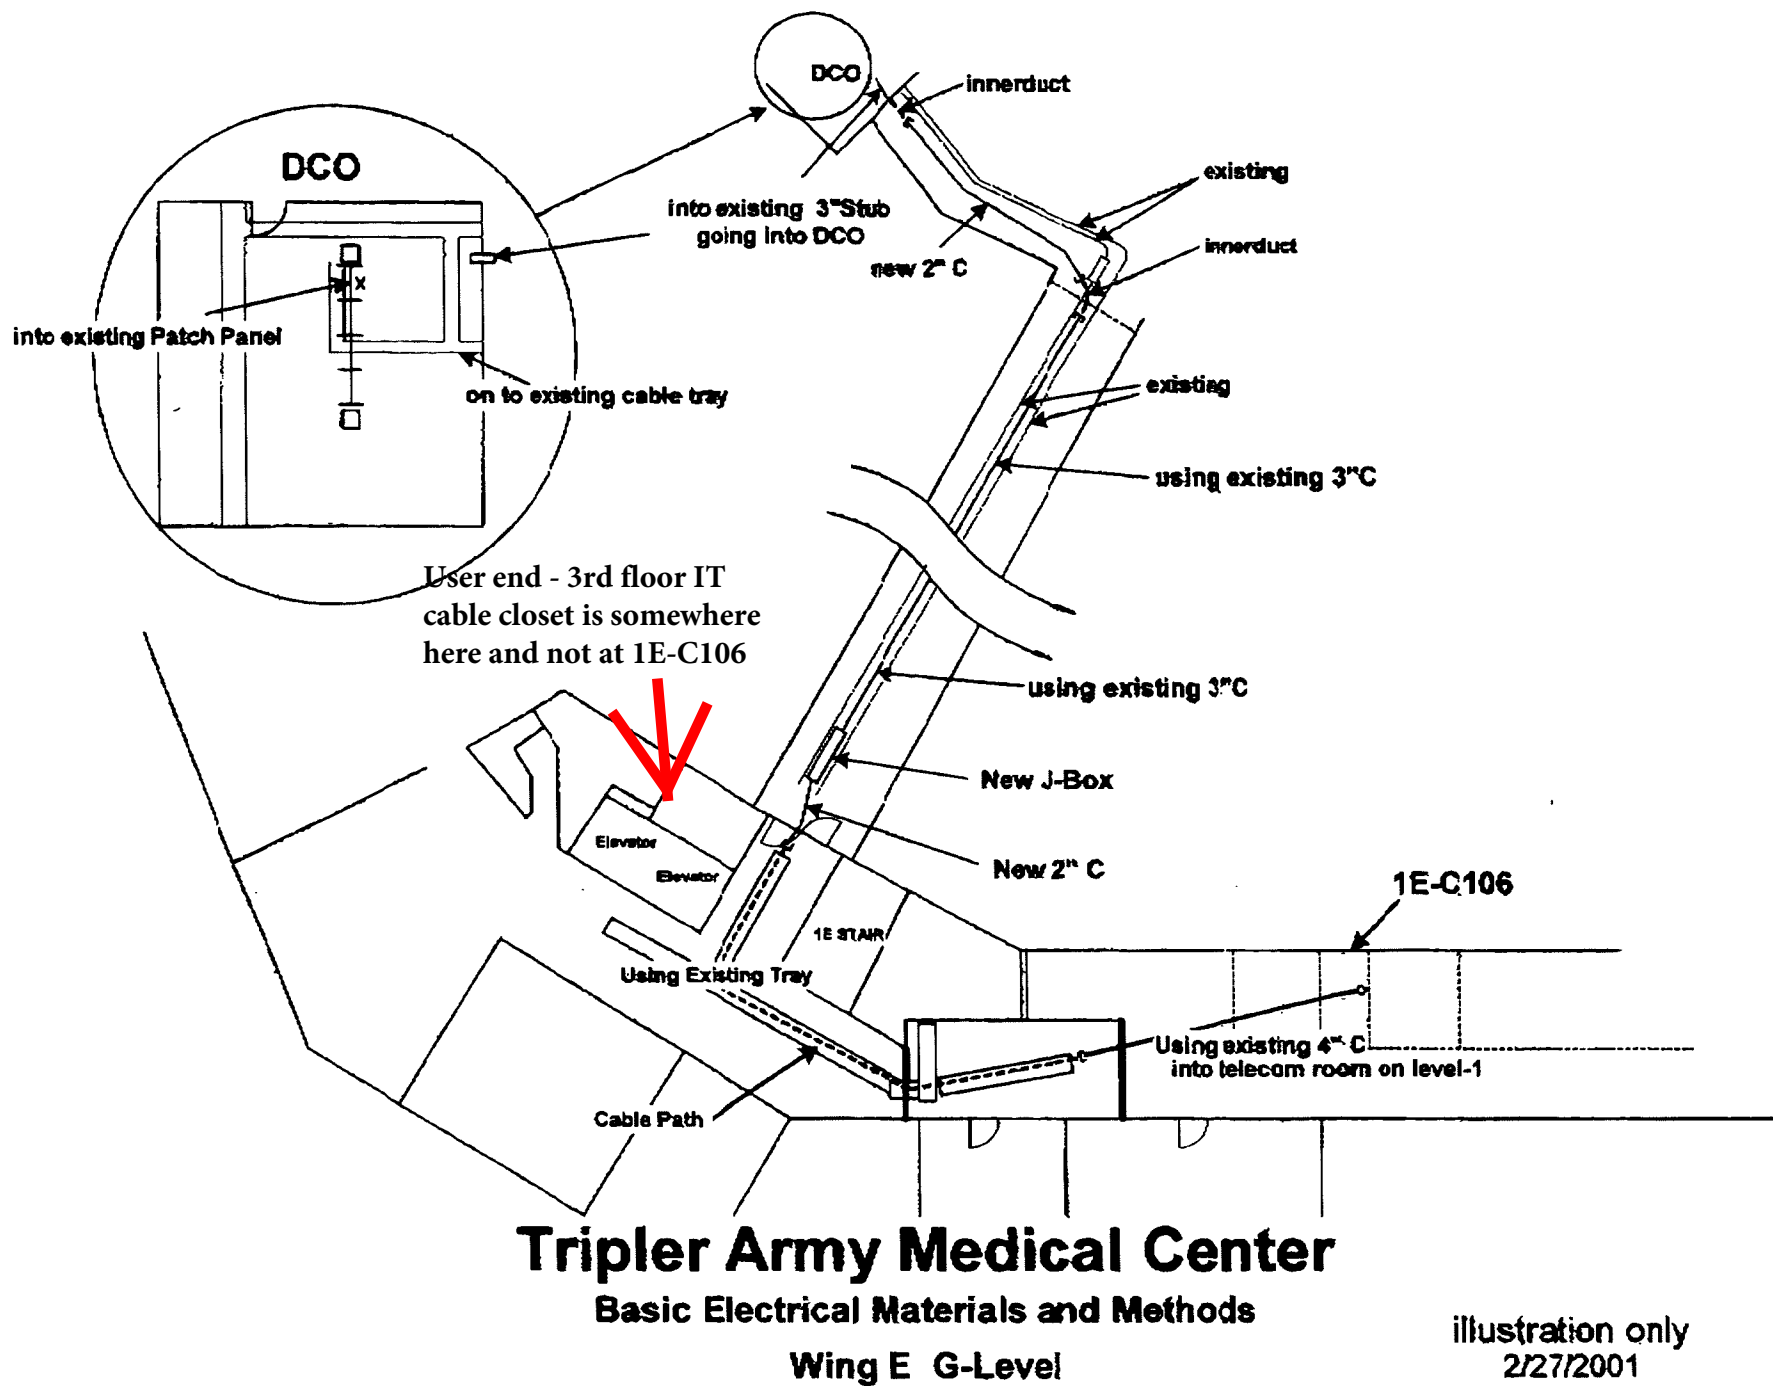 DCO
innerduct
DCO
existing
into existing 3"Stub
going into DCO
innerduct
new 2" C
into existing Patch Panel
X
on to existing cable tray
existing
using existing 3"C
User end - 3rd floor IT
cable closet is somewhere
here and not at 1E-C106
using existing 3"C
New J-Box
Elevator
Elevator
New 2" C
1E-C106
1E STAIR
Using Existing Tray
Using existing 4" C
into telecom room on level-1
Cable Path
Tripler Army Medical Center
Basic Electrical Materials and Methods
Wing E G-Level
illustration only
2/27/2001